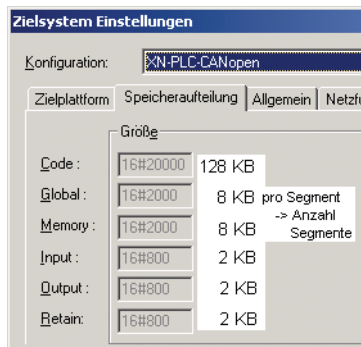 Zielsystem Einstellungen
Konfiguration: XN-PLC-CANopen
Zielplattform Speicheraufteilung Allgemein
Größe
Code : 16#20000 128 KB
Global : 16#2000 8 KB pro Segment
-> Anzahl
Memory : 16#2000 8 KB Segmente
Input : 16#800 2 KB
Output : 16#800 2 KB
Retain: 16#800 2 KB